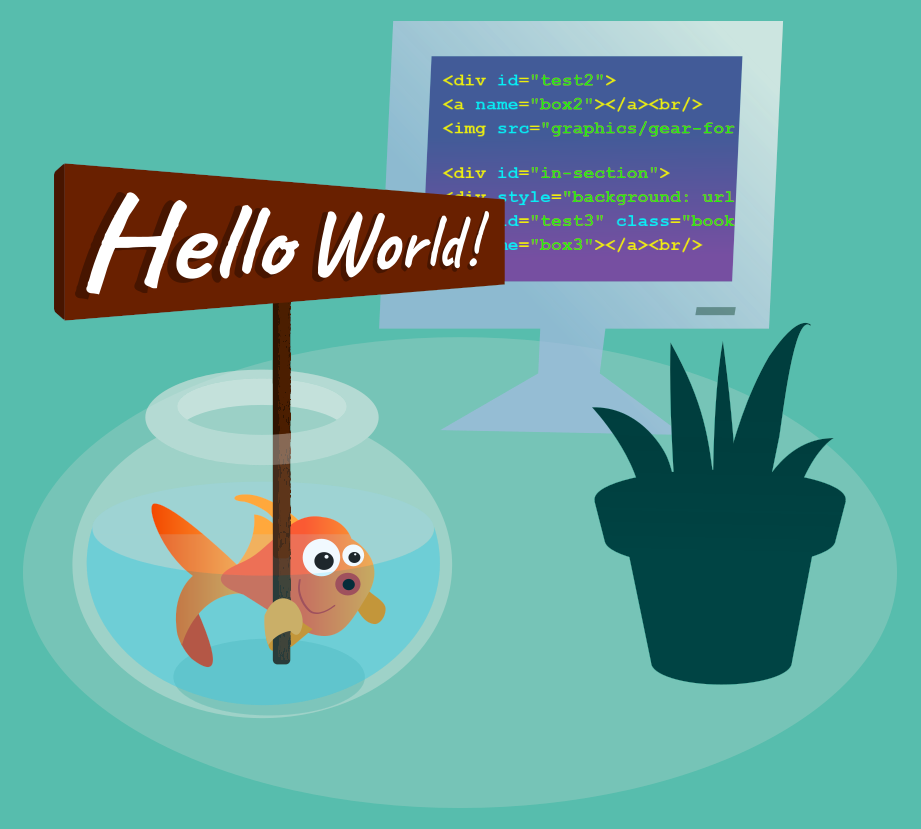 <div id="test2">
<a name="box2"></a><br/>
<img src="graphics/gear-for
<div id="in-section">
style="background: url
id="test3" class="book
></a><br/>
Hello World!